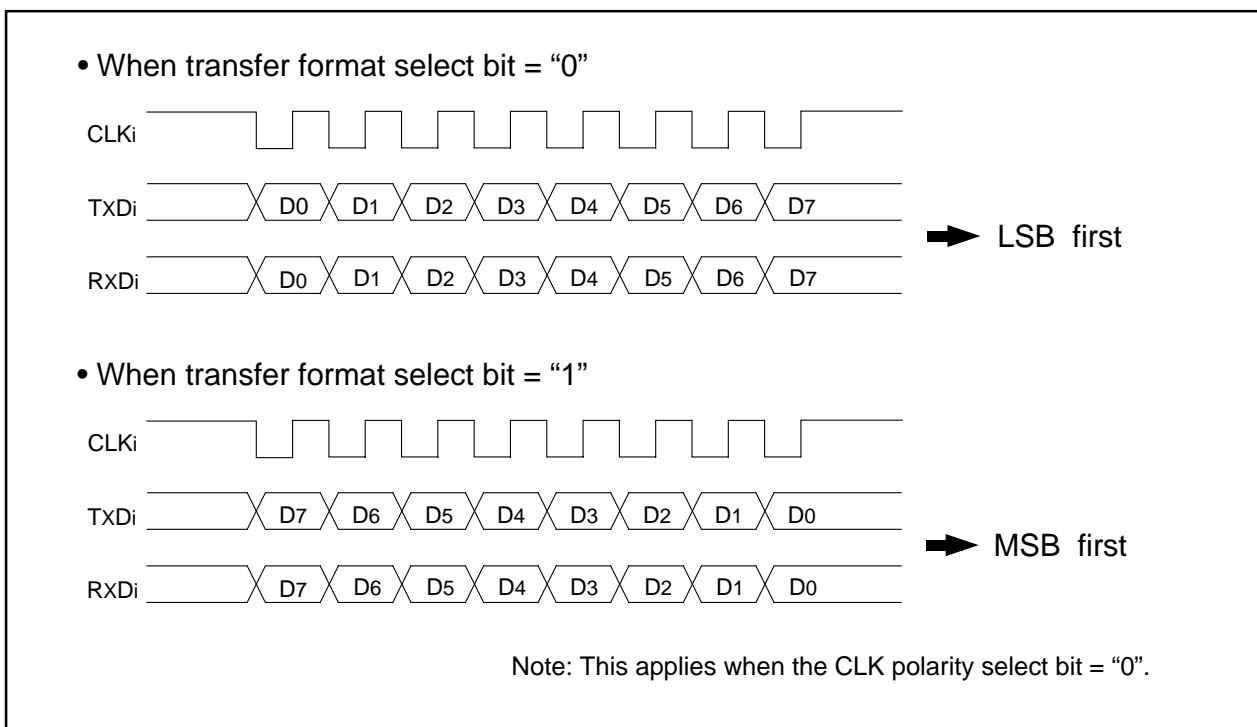 • When transfer format select bit = “0”
CLKi
TXDi D0 D1 D2 D3 D4 D5 D6 D7
LSB first
RXDi D0 D1 D2 D3 D4 D5 D6 D7
• When transfer format select bit = “1”
CLKi
TXDi D7 D6 D5 D4 D3 D2 D1 D0
MSB first
RXDi D7 D6 D5 D4 D3 D2 D1 D0
Note: This applies when the CLK polarity select bit = “0”.